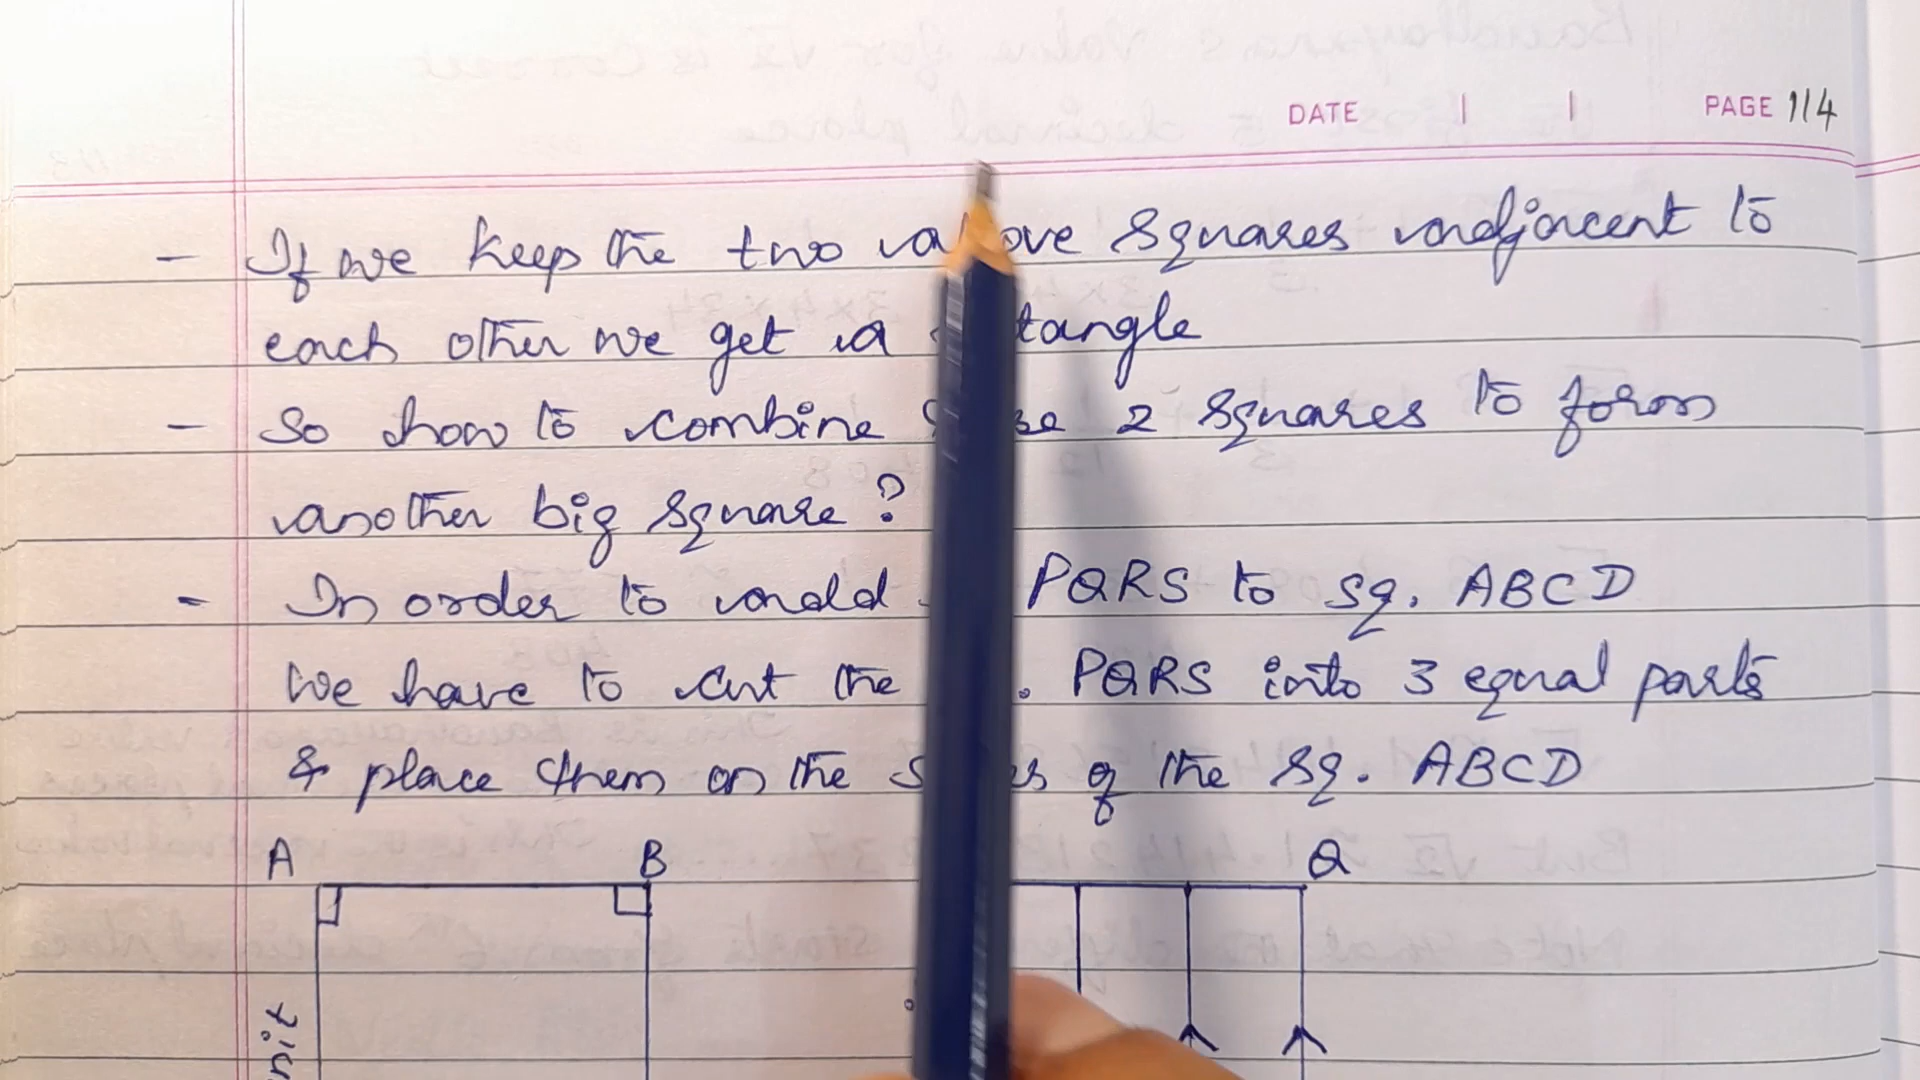 DATE | | PAGE 114
- If we keep the two above squares adjacent to
each other we get a tangle
- So how to combine 2 squares to form
another big square?
- In order to add PQRS to sq. ABCD
we have to cut the PQRS into 3 equal parts
& place them on the of the sq. ABCD
A B Q